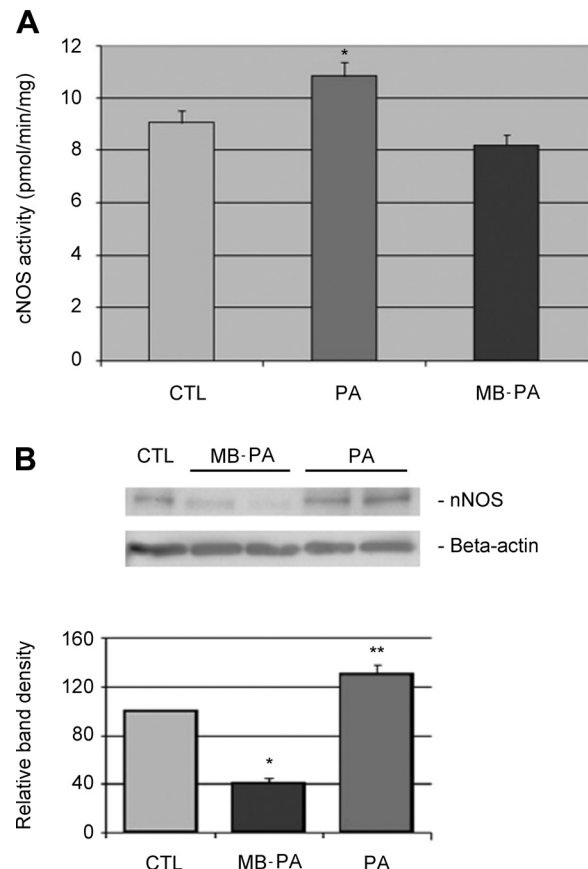 A
cNOS activity (pmol/min/mg)
12
10
8
6
4
2
0
*
CTL PA MB-PA
B
CTL MB-PA PA
- nNOS
- Beta-actin
Relative band density
160
120
80
40
0
*
**
CTL MB-PA PA